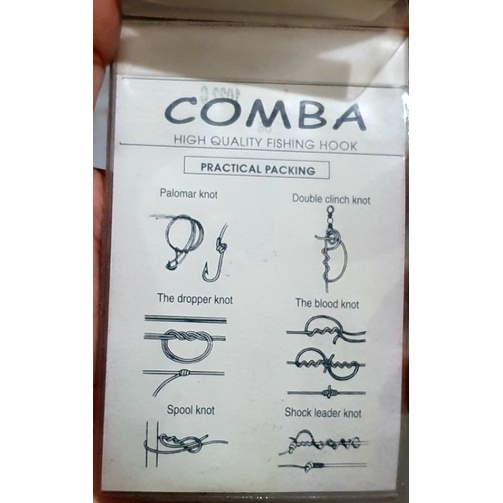 COMBA
HIGH QUALITY FISHING HOOK
PRACTICAL PACKING
Palomar knot
Double clinch knot
The dropper knot
The blood knot
Spool knot
Shock leader knot